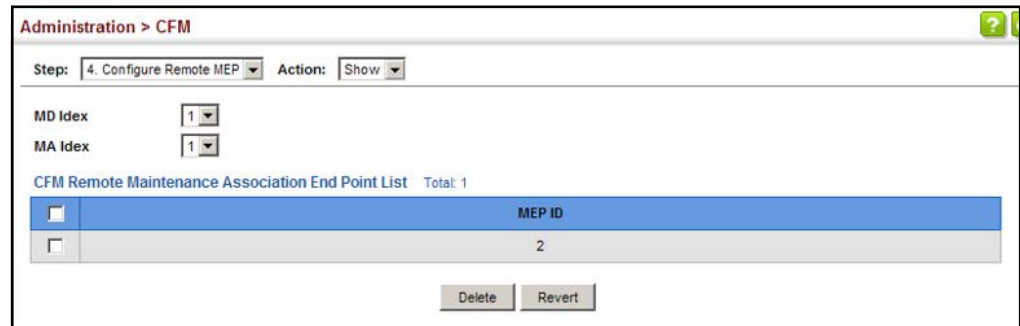 Administration > CFM
?
Step: 4. Configure Remote MEP Action: Show
MD Idex 1
MA Idex 1
CFM Remote Maintenance Association End Point List Total: 1
MEP ID
2
Delete Revert